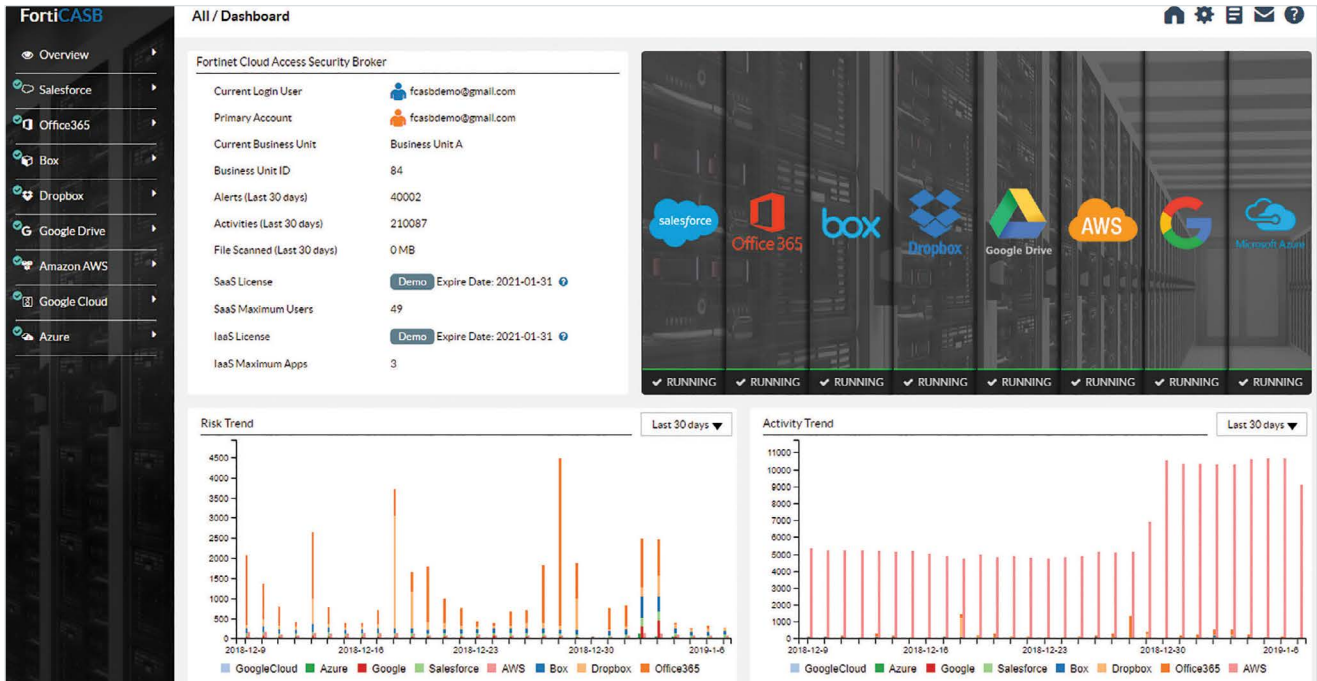 FortiCASB
All / Dashboard
Overview
Salesforce
Office365
Box
Dropbox
Google Drive
Amazon AWS
Google Cloud
Azure
Fortinet Cloud Access Security Broker
Current Login User fcasbdemo@gmail.com
Primary Account fcasbdemo@gmail.com
Current Business Unit Business Unit A
Business Unit ID 84
Alerts (Last 30 days) 40002
Activities (Last 30 days) 210087
File Scanned (Last 30 days) 0 MB
SaaS License Demo Expire Date: 2021-01-31 ?
SaaS Maximum Users 49
IaaS License Demo Expire Date: 2021-01-31 ?
IaaS Maximum Apps 3
salesforce Office 365 box Dropbox Google Drive AWS G Microsoft Azure
RUNNING RUNNING RUNNING RUNNING RUNNING RUNNING RUNNING RUNNING
Risk Trend Last 30 days
4500
4000
3500
3000
2500
2000
1500
1000
500
0
2018-12-9 2018-12-16 2018-12-23 2018-12-30 2019-1-6
GoogleCloud Azure Google Salesforce AWS Box Dropbox Office365
Activity Trend Last 30 days
11000
10000
9000
8000
7000
6000
5000
4000
3000
2000
1000
0
2018-12-9 2018-12-16 2018-12-23 2018-12-30 2019-1-6
GoogleCloud Azure Google Salesforce Box Dropbox Office365 AWS